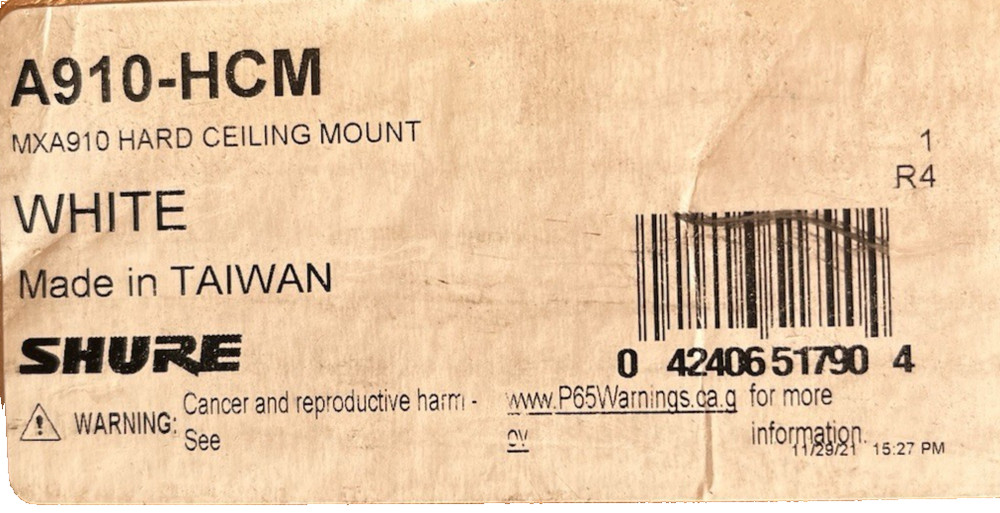 A910-HCM
MXA910 HARD CEILING MOUNT
1
R4
WHITE
Made in TAIWAN
SHURE
0 42406 51790 4
WARNING: Cancer and reproductive harm - See
www.P65Warnings.ca.gov
for more information.
11/29/21 15:27 PM